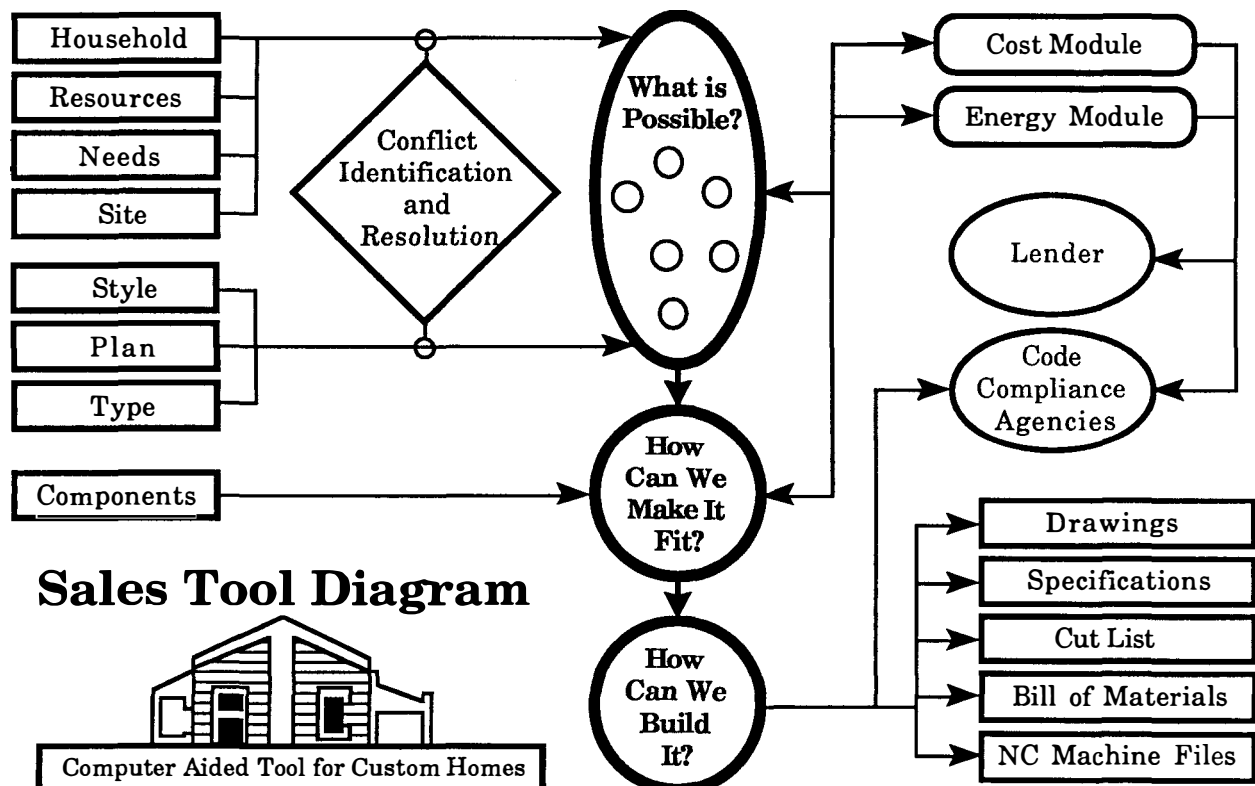 Household
Resources
Needs
Site
Style
Plan
Type
Components
Conflict
Identification
and
Resolution
What is
Possible?
How
Can We
Make It
Fit?
How
Can We
Build
It?
Cost Module
Energy Module
Lender
Code
Compliance
Agencies
Drawings
Specifications
Cut List
Bill of Materials
NC Machine Files
Sales Tool Diagram
Computer Aided Tool for Custom Homes